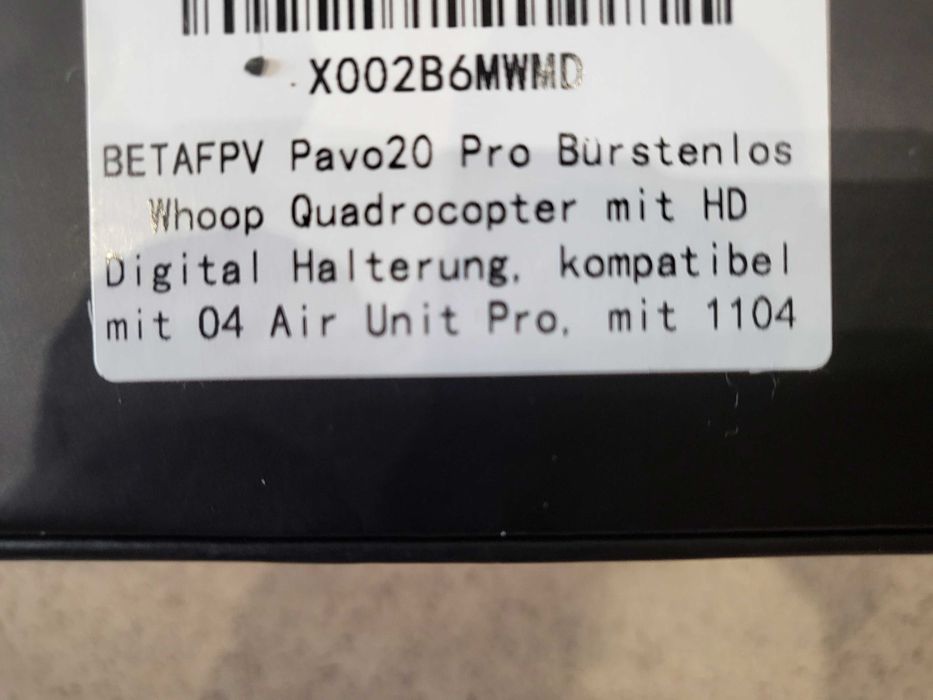 X002B6MWMD
BETAFPV Pavo20 Pro Bürstenlos
Whoop Quadrocopter mit HD
Digital Halterung, kompatibel
mit O4 Air Unit Pro, mit 1104